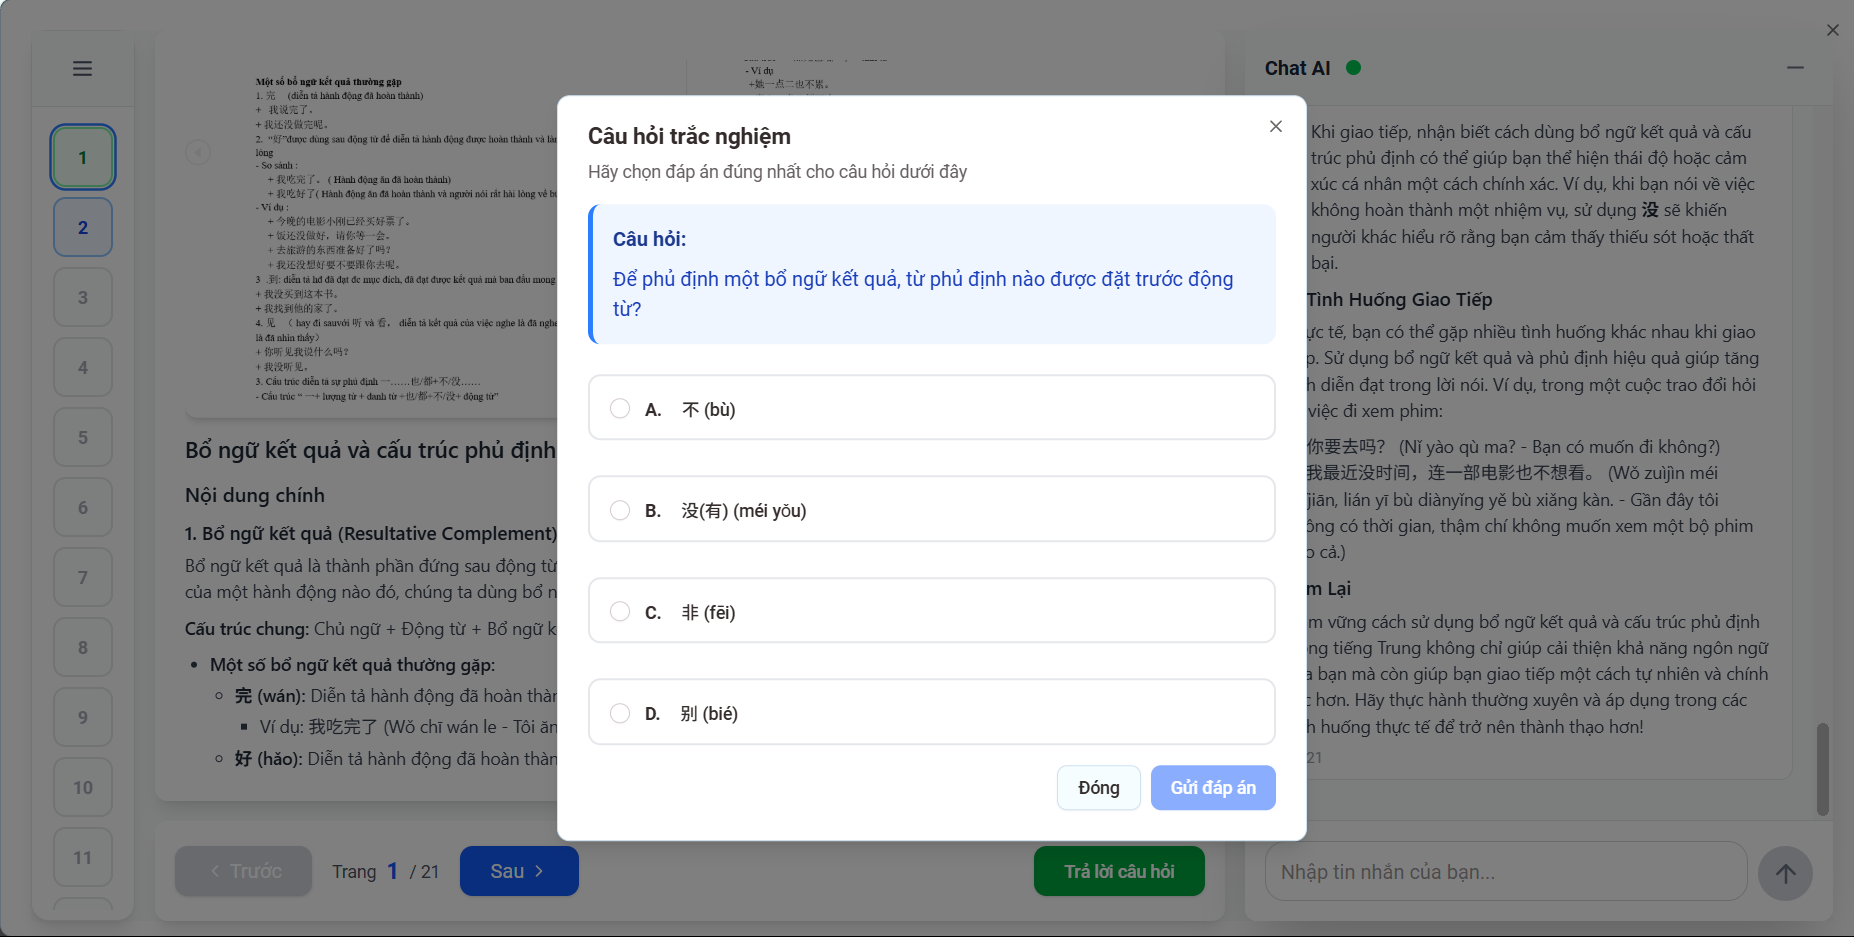 1
2
3
4
5
6
7
8
9
10
11
Một số bổ ngữ kết quả thường gặp
1. 完 (diễn tả hành động đã hoàn thành)
+ 我说完了。
+ 我还没做完呢。
2. “好”được dùng sau động từ để diễn tả hành động được hoàn thành và làm
lòng
- So sánh :
+ 我吃完了。 ( Hành động ăn đã hoàn thành)
+ 我吃好了( Hành động ăn đã hoàn thành và người nói rất hài lòng về bữ
- Ví dụ :
+ 今晚的电影小刚已经买好票了。
+ 饭还没做好，请你等一会。
+ 去旅游的东西准备好了吗?
+ 我还没想好要不要跟你去呢。
3 .到: diễn tả hđ đã đạt đc mục đích, đã đạt được kết quả mà ban đầu mong
+ 我没买到这本书。
+ 我找到他的家了。
4. 见 （ hay đi sauvới 听 và 看， diễn tả kết quả của việc nghe là đã nghe
là đã nhìn thấy）
+ 你听见我说什么吗?
+ 我没听见。
3. Cấu trúc diễn tả sự phủ định 一……也/都+不/没……
- Cấu trúc “ 一+ lượng từ + danh từ +也/都+不/没+ động từ”
- Ví dụ
+她一点二也不累。
Bổ ngữ kết quả và cấu trúc phủ định
Nội dung chính
1. Bổ ngữ kết quả (Resultative Complement)
Bổ ngữ kết quả là thành phần đứng sau động từ
của một hành động nào đó, chúng ta dùng bổ n
Cấu trúc chung: Chủ ngữ + Động từ + Bổ ngữ k
Một số bổ ngữ kết quả thường gặp:
完 (wán): Diễn tả hành động đã hoàn thàn
Ví dụ: 我吃完了 (Wǒ chī wán le - Tôi ăn
好 (hǎo): Diễn tả hành động đã hoàn thàn
Trước
Trang 1 / 21
Sau
Trả lời câu hỏi
Câu hỏi trắc nghiệm
Hãy chọn đáp án đúng nhất cho câu hỏi dưới đây
Câu hỏi:
Để phủ định một bổ ngữ kết quả, từ phủ định nào được đặt trước động
từ?
A. 不 (bù)
B. 没(有) (méi yǒu)
C. 非 (fēi)
D. 别 (bié)
Đóng
Gửi đáp án
Chat AI
Khi giao tiếp, nhận biết cách dùng bổ ngữ kết quả và cấu
trúc phủ định có thể giúp bạn thể hiện thái độ hoặc cảm
xúc cá nhân một cách chính xác. Ví dụ, khi bạn nói về việc
không hoàn thành một nhiệm vụ, sử dụng 没 sẽ khiến
người khác hiểu rõ rằng bạn cảm thấy thiếu sót hoặc thất
bại.
Tình Huống Giao Tiếp
ực tế, bạn có thể gặp nhiều tình huống khác nhau khi giao
p. Sử dụng bổ ngữ kết quả và phủ định hiệu quả giúp tăng
h diễn đạt trong lời nói. Ví dụ, trong một cuộc trao đổi hỏi
việc đi xem phim:
你要去吗？ (Nǐ yào qù ma? - Bạn có muốn đi không?)
我最近没时间，连一部电影也不想看。 (Wǒ zuìjìn méi
jiān, lián yī bù diànyǐng yě bù xiǎng kàn. - Gần đây tôi
ông có thời gian, thậm chí không muốn xem một bộ phim
o cả.)
m Lại
m vững cách sử dụng bổ ngữ kết quả và cấu trúc phủ định
ng tiếng Trung không chỉ giúp cải thiện khả năng ngôn ngữ
a bạn mà còn giúp bạn giao tiếp một cách tự nhiên và chính
c hơn. Hãy thực hành thường xuyên và áp dụng trong các
h huống thực tế để trở nên thành thạo hơn!
21
Nhập tin nhắn của bạn...